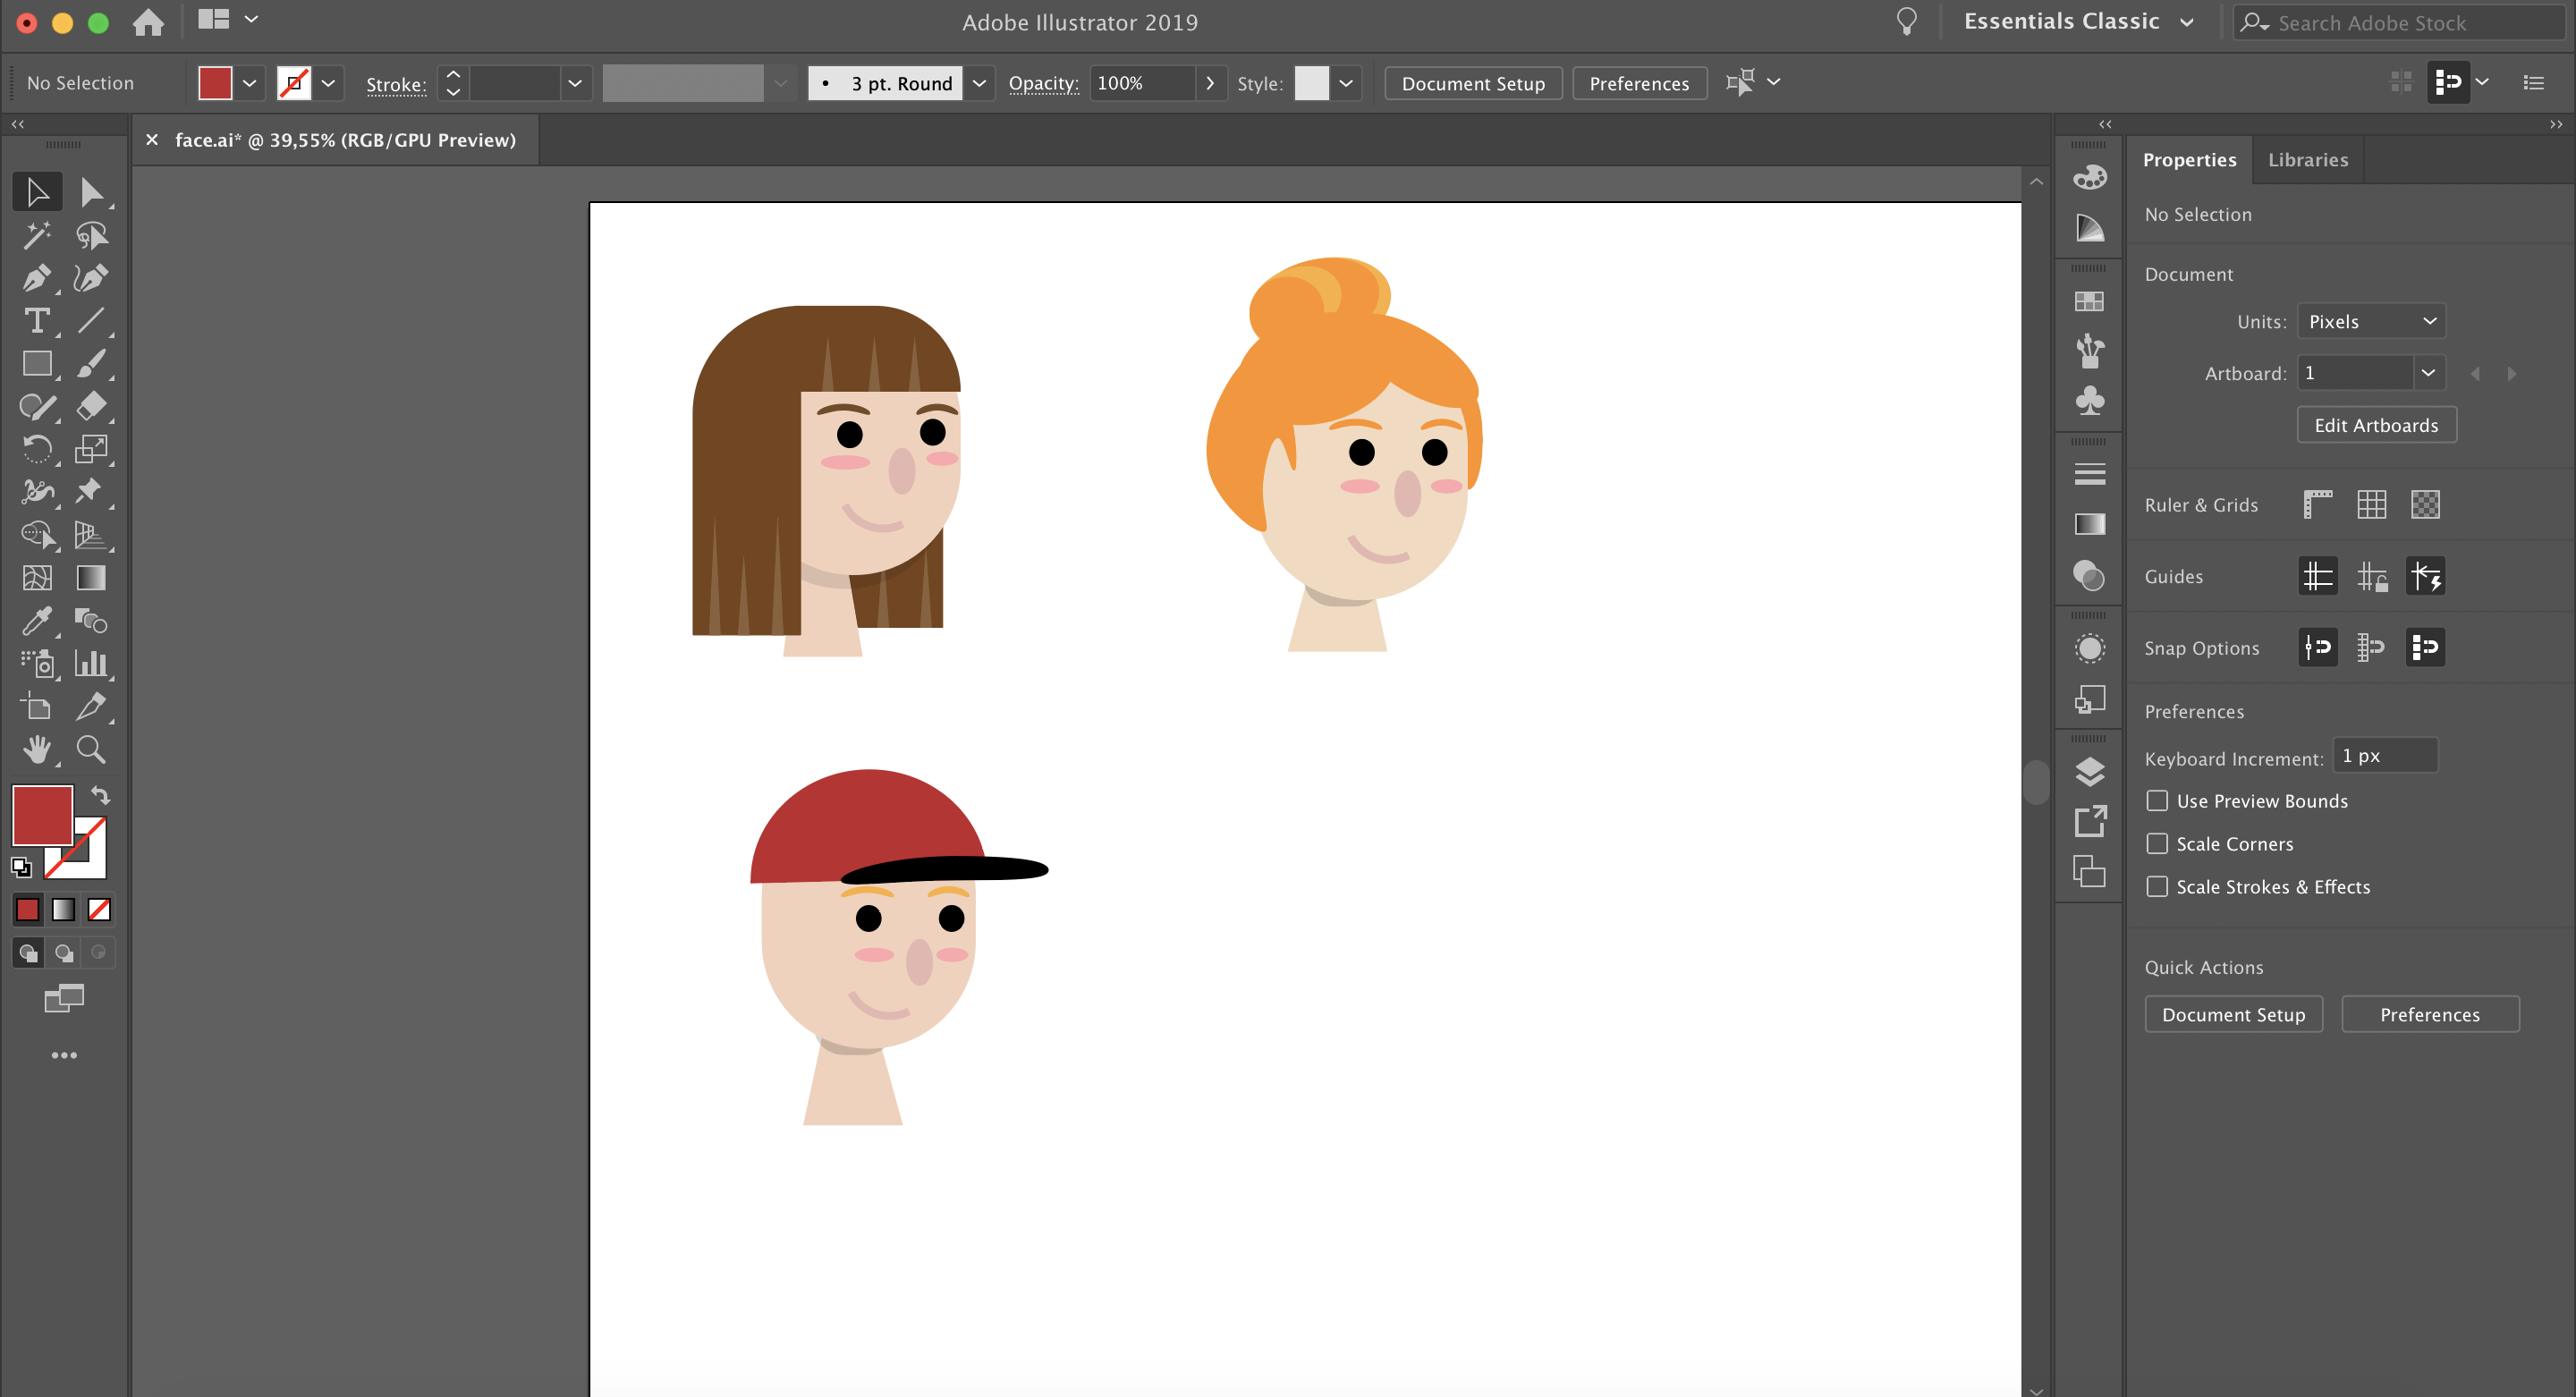 Adobe Illustrator 2019
Essentials Classic
Search Adobe Stock
No Selection
Stroke:
3 pt. Round
Opacity:
100%
Style:
Document Setup
Preferences
face.ai* @ 39,55% (RGB/GPU Preview)
Properties
Libraries
No Selection
Document
Units:
Pixels
Artboard:
1
Edit Artboards
Ruler & Grids
Guides
Snap Options
Preferences
Keyboard Increment:
1 px
Use Preview Bounds
Scale Corners
Scale Strokes & Effects
Quick Actions
Document Setup
Preferences